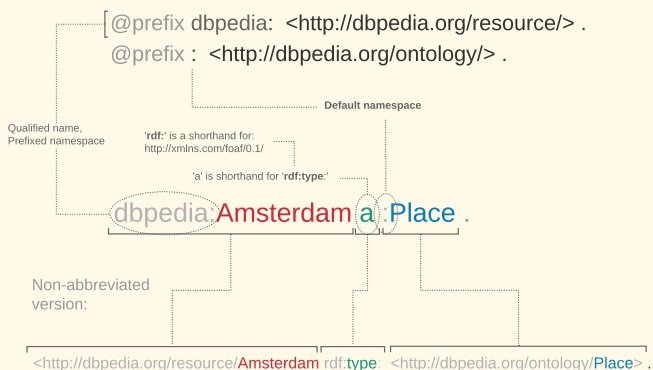 @prefix dbpedia:  <http://dbpedia.org/resource/> .
@prefix :  <http://dbpedia.org/ontology/> .
Default namespace
Qualified name,
Prefixed namespace
'rdf:' is a shorthand for:
http://xmlns.com/foaf/0.1/
'a' is shorthand for 'rdf:type:'
dbpedia:Amsterdam a :Place .
Non-abbreviated
version:
<http://dbpedia.org/resource/Amsterdam rdf:type: <http://dbpedia.org/ontology/Place> .